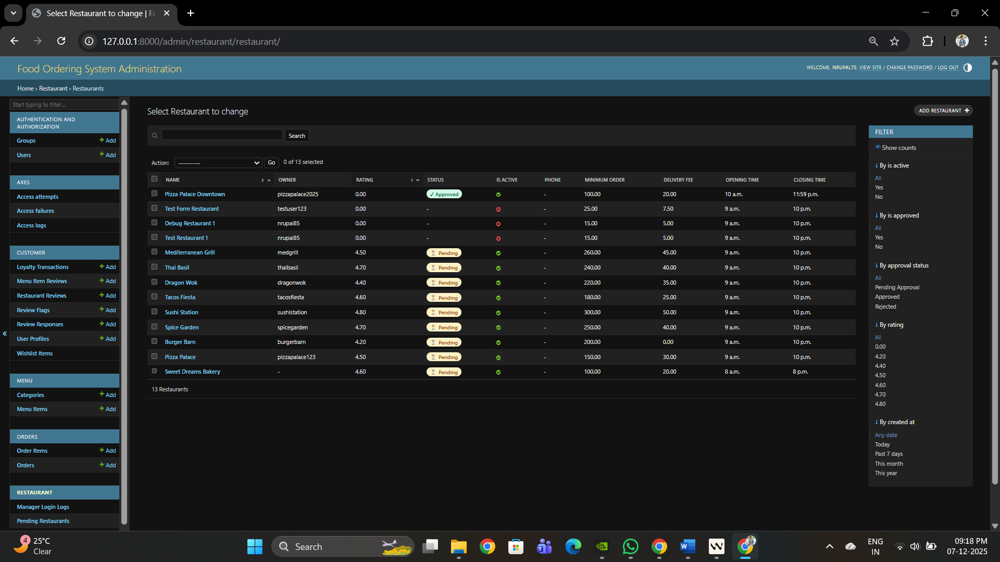 Select Restaurant to change | Fo
127.0.0.1:8000/admin/restaurant/restaurant/
Food Ordering System Administration
WELCOME, NRUPAL75. VIEW SITE / CHANGE PASSWORD / LOG OUT
Home › Restaurant › Restaurants
Start typing to filter...
AUTHENTICATION AND
AUTHORIZATION
Groups + Add
Users + Add
AXES
Access attempts
Access failures
Access logs
CUSTOMER
Loyalty Transactions + Add
Menu Item Reviews + Add
Restaurant Reviews + Add
Review Flags + Add
Review Responses + Add
«
User Profiles + Add
Wishlist Items
MENU
Categories + Add
Menu Items + Add
ORDERS
Order Items + Add
Orders + Add
RESTAURANT
Manager Login Logs
Pending Restaurants
Select Restaurant to change
ADD RESTAURANT +
Search
Action: --------- Go 0 of 13 selected
NAME 2 OWNER RATING 1 STATUS IS ACTIVE PHONE MINIMUM ORDER DELIVERY FEE OPENING TIME CLOSING TIME
Pizza Palace Downtown pizzapalace2025 0.00 ✓ Approved - 100.00 20.00 10 a.m. 11:59 p.m.
Test Form Restaurant testuser123 0.00 - - 25.00 7.50 9 a.m. 10 p.m.
Debug Restaurant 1 nrupal85 0.00 - - 15.00 5.00 9 a.m. 10 p.m.
Test Restaurant 1 nrupal85 0.00 - - 15.00 5.00 9 a.m. 10 p.m.
Mediterranean Grill medgrill 4.50 ⏳ Pending - 260.00 45.00 9 a.m. 10 p.m.
Thai Basil thaibasil 4.70 ⏳ Pending - 240.00 40.00 9 a.m. 10 p.m.
Dragon Wok dragonwok 4.40 ⏳ Pending - 220.00 35.00 9 a.m. 10 p.m.
Tacos Fiesta tacosfiesta 4.60 ⏳ Pending - 180.00 25.00 9 a.m. 10 p.m.
Sushi Station sushistation 4.80 ⏳ Pending - 300.00 50.00 9 a.m. 10 p.m.
Spice Garden spicegarden 4.70 ⏳ Pending - 250.00 40.00 9 a.m. 10 p.m.
Burger Barn burgerbarn 4.20 ⏳ Pending - 200.00 0.00 9 a.m. 10 p.m.
Pizza Palace pizzapalace123 4.50 ⏳ Pending - 150.00 30.00 9 a.m. 10 p.m.
Sweet Dreams Bakery - 4.60 ⏳ Pending - 100.00 20.00 8 a.m. 8 p.m.
13 Restaurants
FILTER
Show counts
↓ By is active
All
Yes
No
↓ By is approved
All
Yes
No
↓ By approval status
All
Pending Approval
Approved
Rejected
↓ By rating
All
0.00
4.20
4.40
4.50
4.60
4.70
4.80
↓ By created at
Any date
Today
Past 7 days
This month
This year
4
25°C
Clear
Search
ENG
IN
09:18 PM
07-12-2025